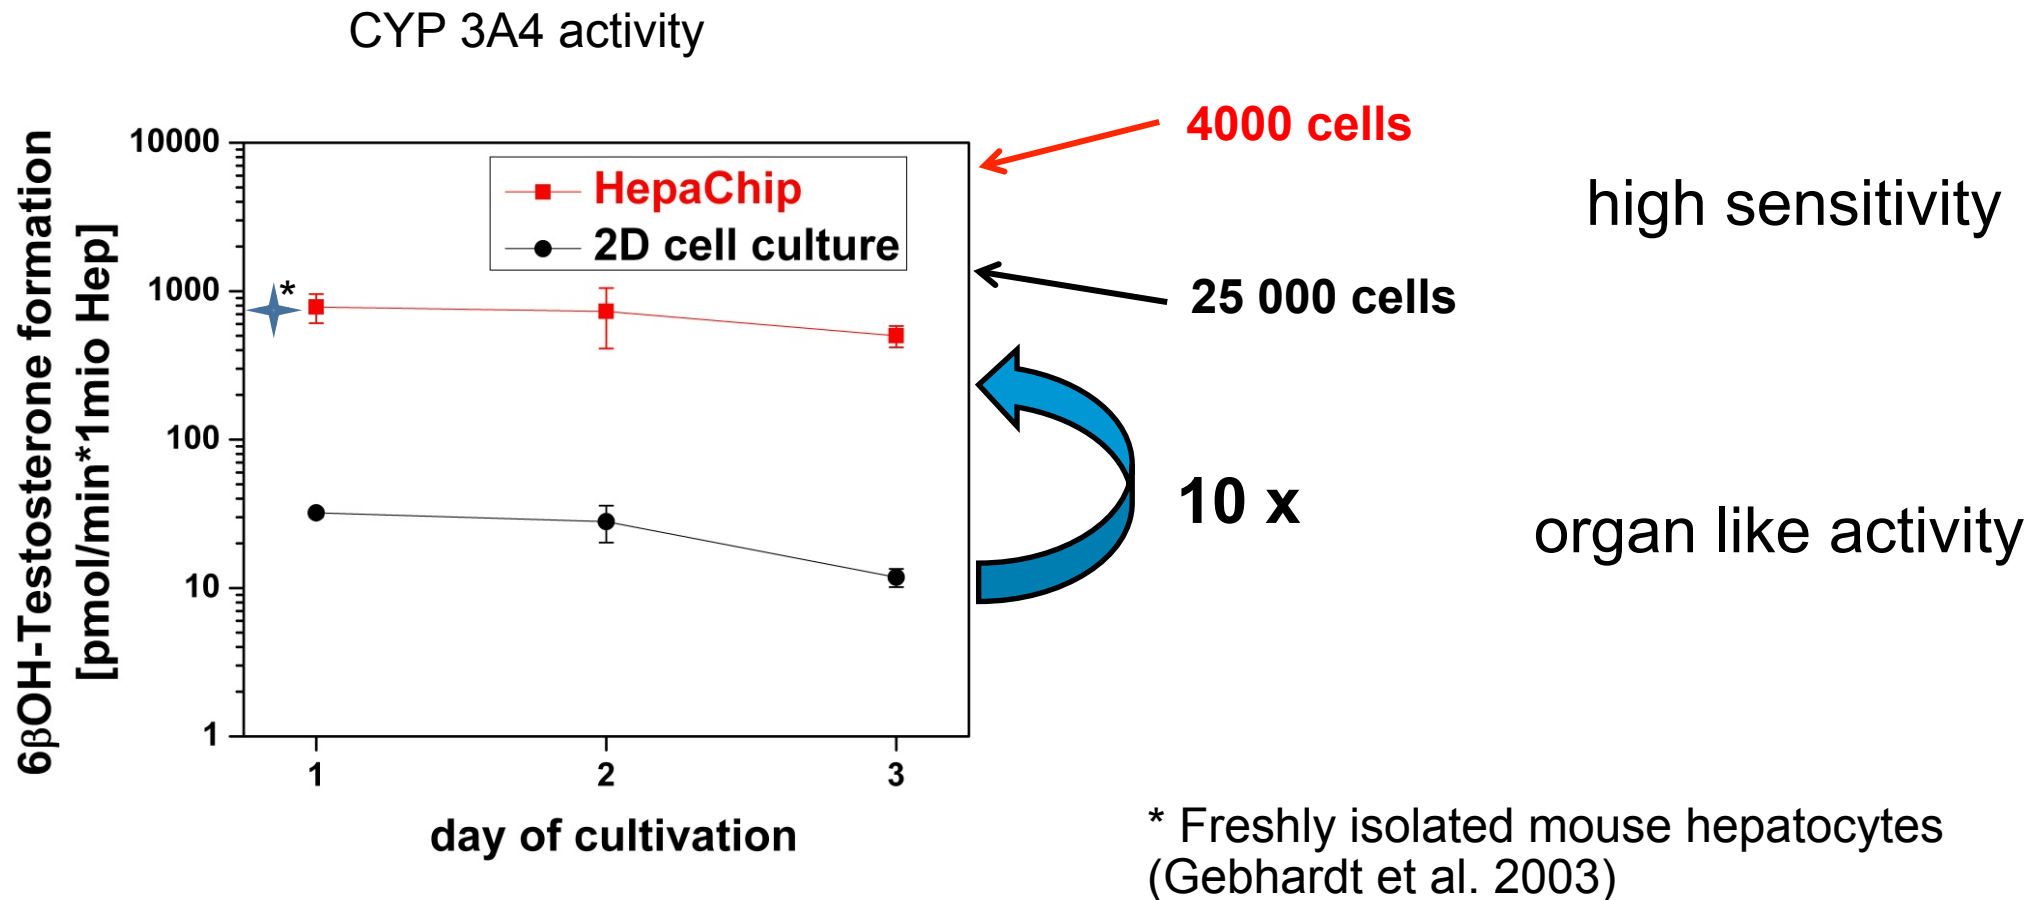 CYP 3A4 activity
6βOH-Testosterone formation
[pmol/min*1mio Hep]
10000
1000
100
10
1
*
HepaChip
2D cell culture
1
2
3
day of cultivation
4000 cells
25 000 cells
10 x
high sensitivity
organ like activity
* Freshly isolated mouse hepatocytes
(Gebhardt et al. 2003)